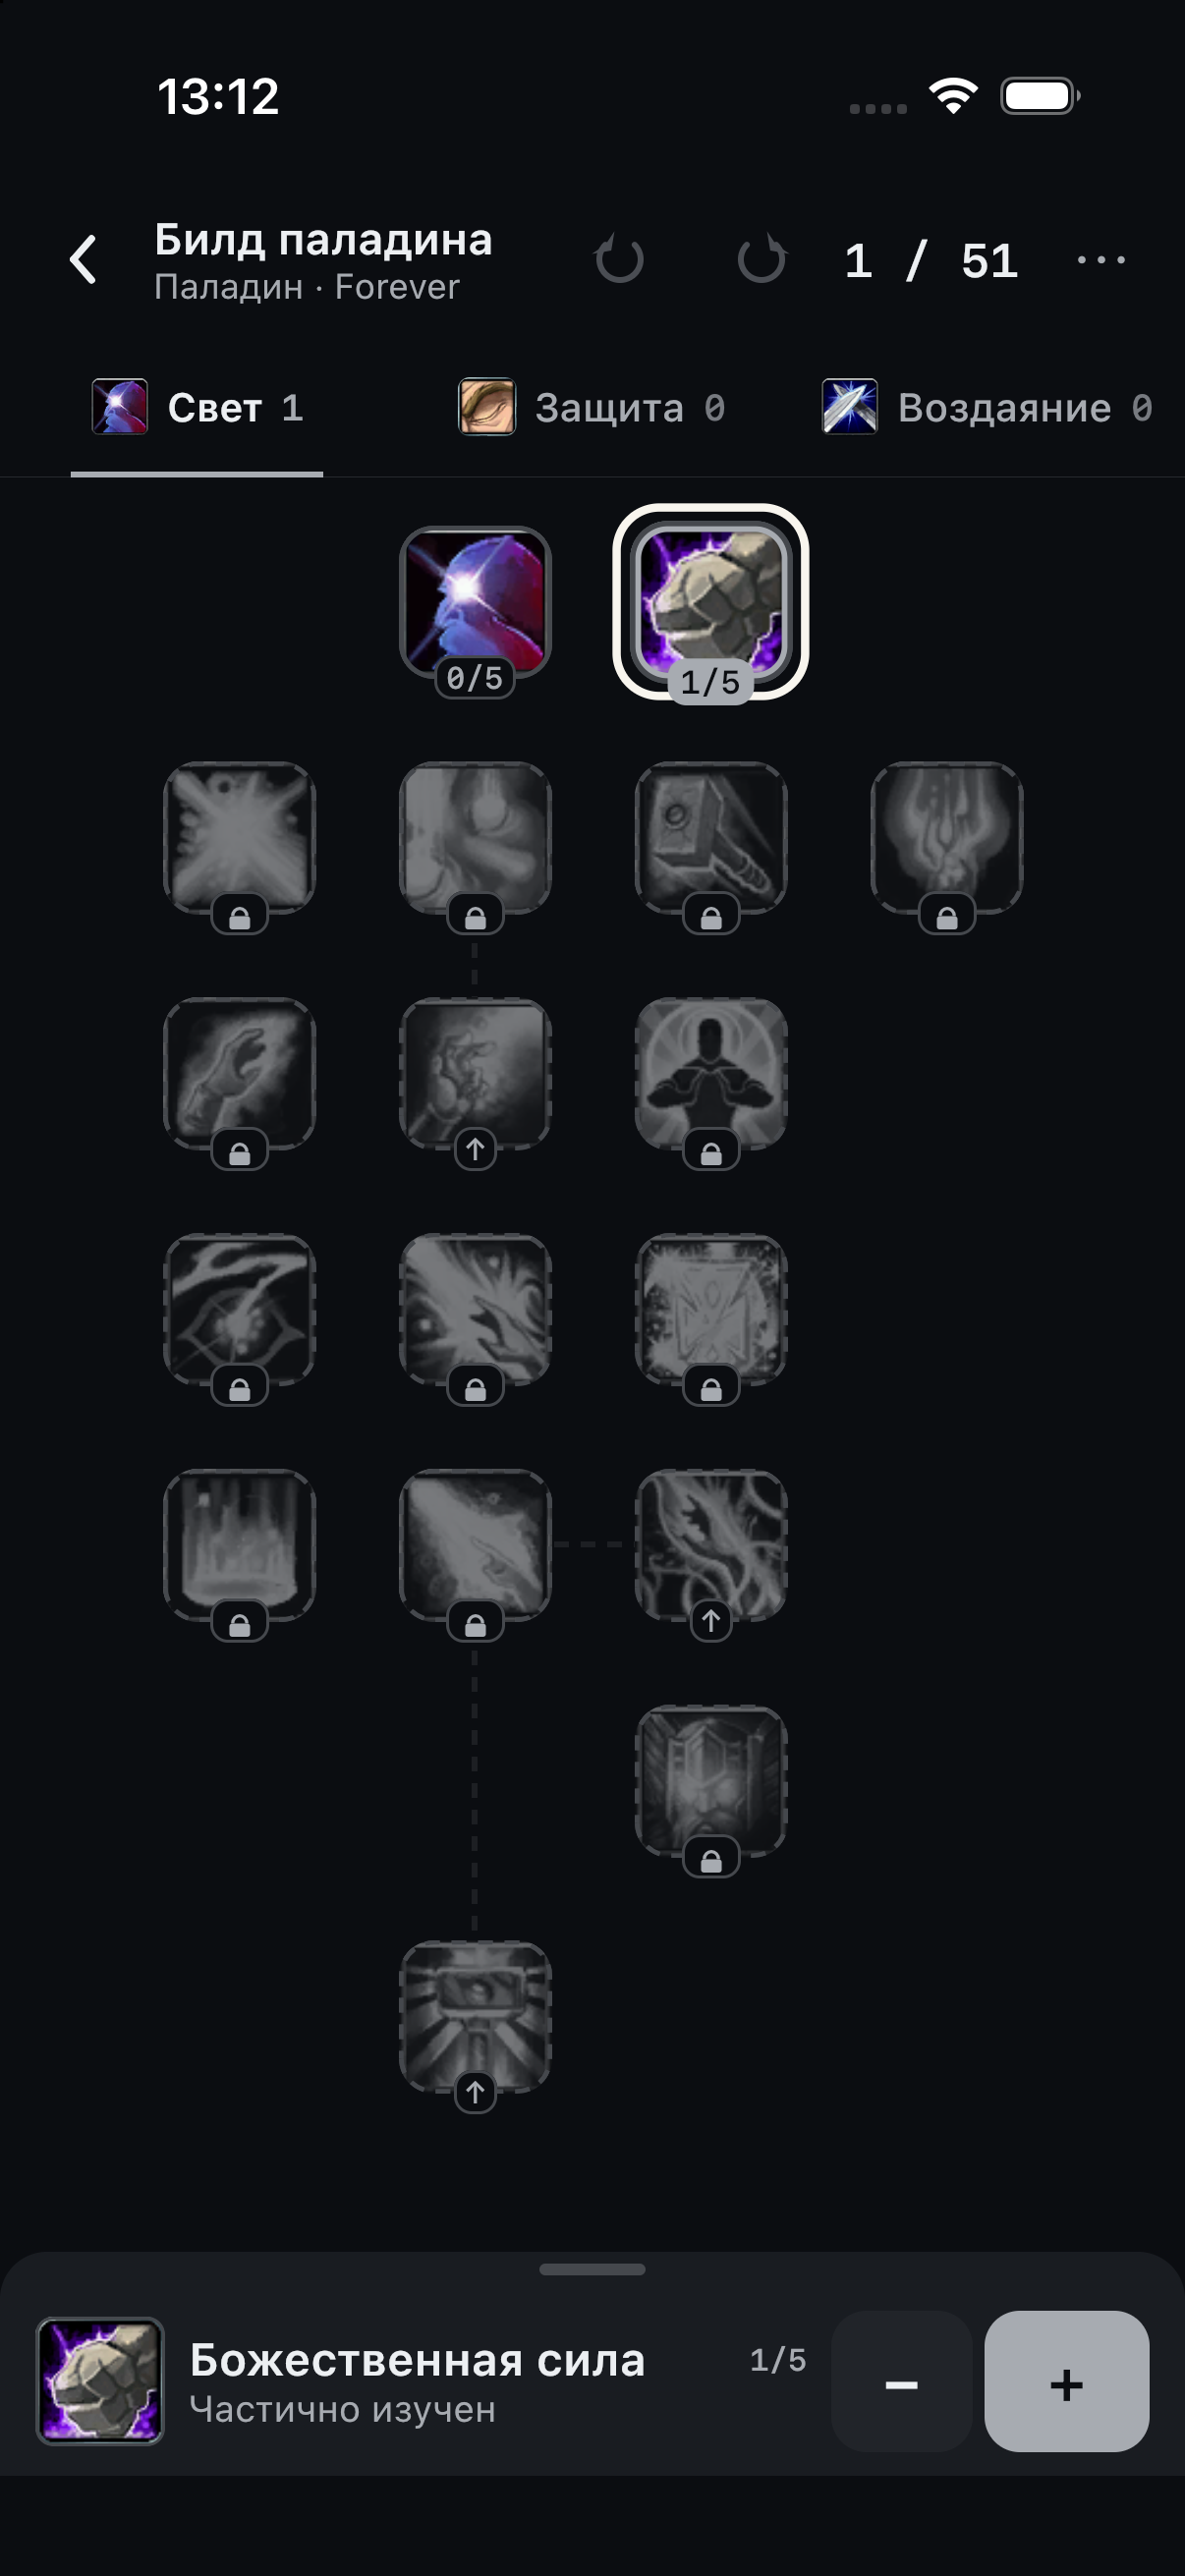 13:12
Билд паладина
Паладин · Forever
1 / 51
Свет 1
Защита 0
Воздаяние 0
0/5
1/5
Божественная сила
1/5
Частично изучен
−
+